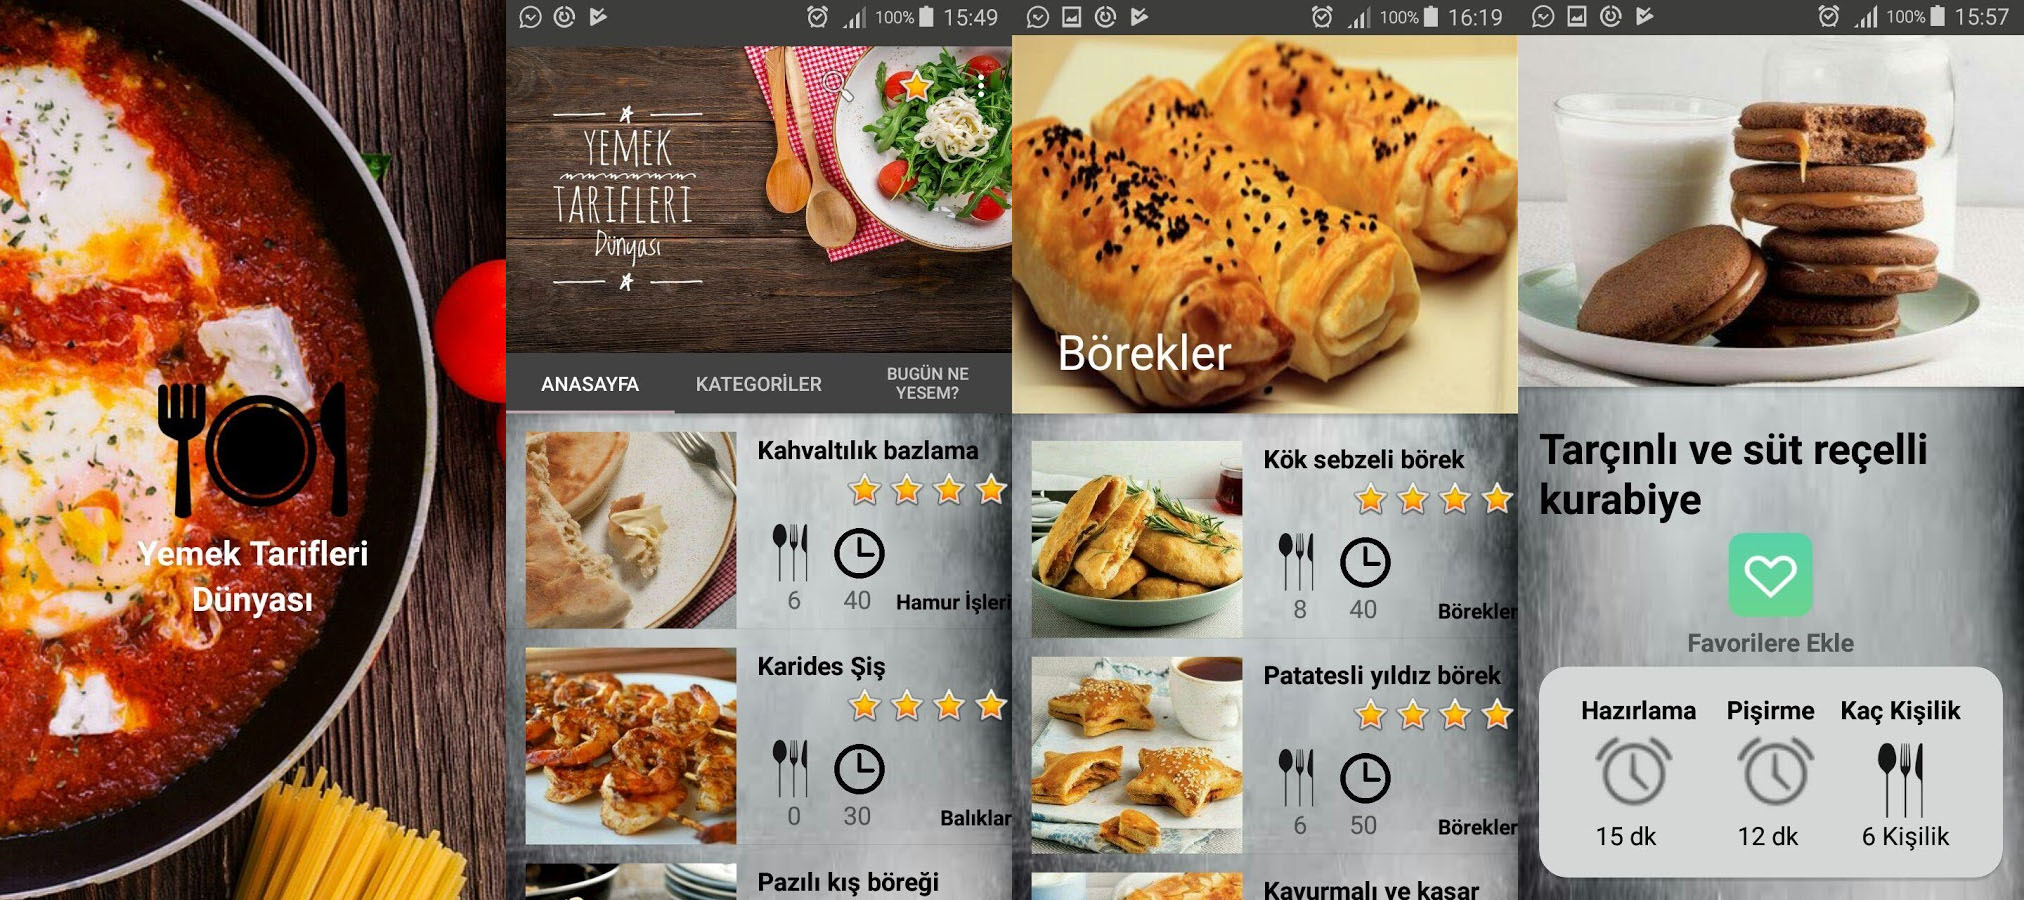 Yemek Tarifleri
Dünyası
100% 15:49
YEMEK
TARIFLERI
Dünyası
ANASAYFA
KATEGORİLER
BUGÜN NE
YESEM?
Kahvaltılık bazlama
6
40
Hamur İşleri
Karides Şiş
0
30
Balıklar
Pazılı kış böreği
100% 16:19
Börekler
Kök sebzeli börek
8
40
Börekler
Patatesli yıldız börek
6
50
Börekler
Kavurmalı ve kaşar
100% 15:57
Tarçınlı ve süt reçelli
kurabiye
Favorilere Ekle
Hazırlama
Pişirme
Kaç Kişilik
15 dk
12 dk
6 Kişilik